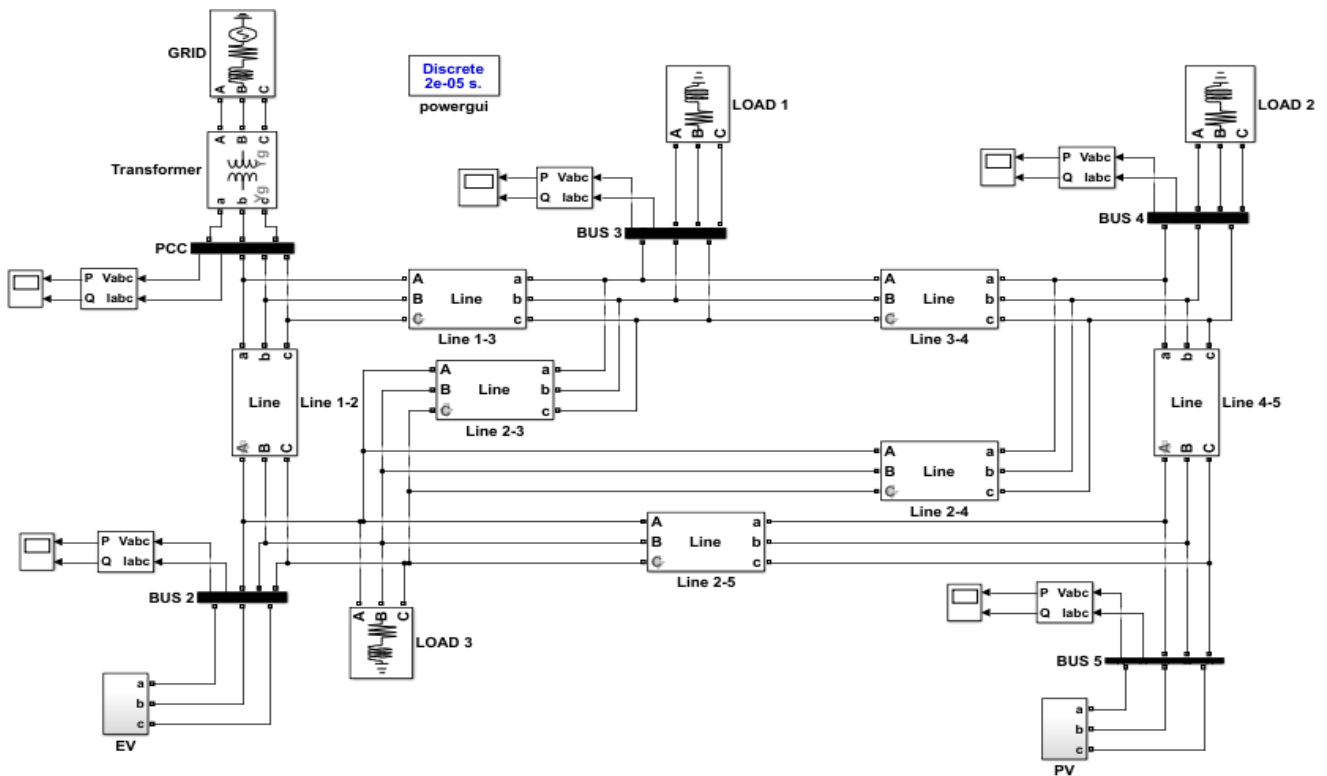 GRID
A B C
Discrete
2e-05 s.
powergui
LOAD 1
A B C
LOAD 2
A B C
Transformer
A B C
Yg
Yg
a b c
P Vabc
Q Iabc
P Vabc
Q Iabc
PCC
BUS 3
BUS 4
P Vabc
Q Iabc
A a
B Line b
C c
Line 1-3
A a
B Line b
C c
Line 3-4
a b c
Line
A B C
Line 1-2
A a
B Line b
C c
Line 2-3
a b c
Line
A B C
Line 4-5
A a
B Line b
C c
Line 2-4
A a
B Line b
C c
Line 2-5
P Vabc
Q Iabc
BUS 2
A B C
LOAD 3
P Vabc
Q Iabc
BUS 5
a
b
c
EV
a
b
c
PV